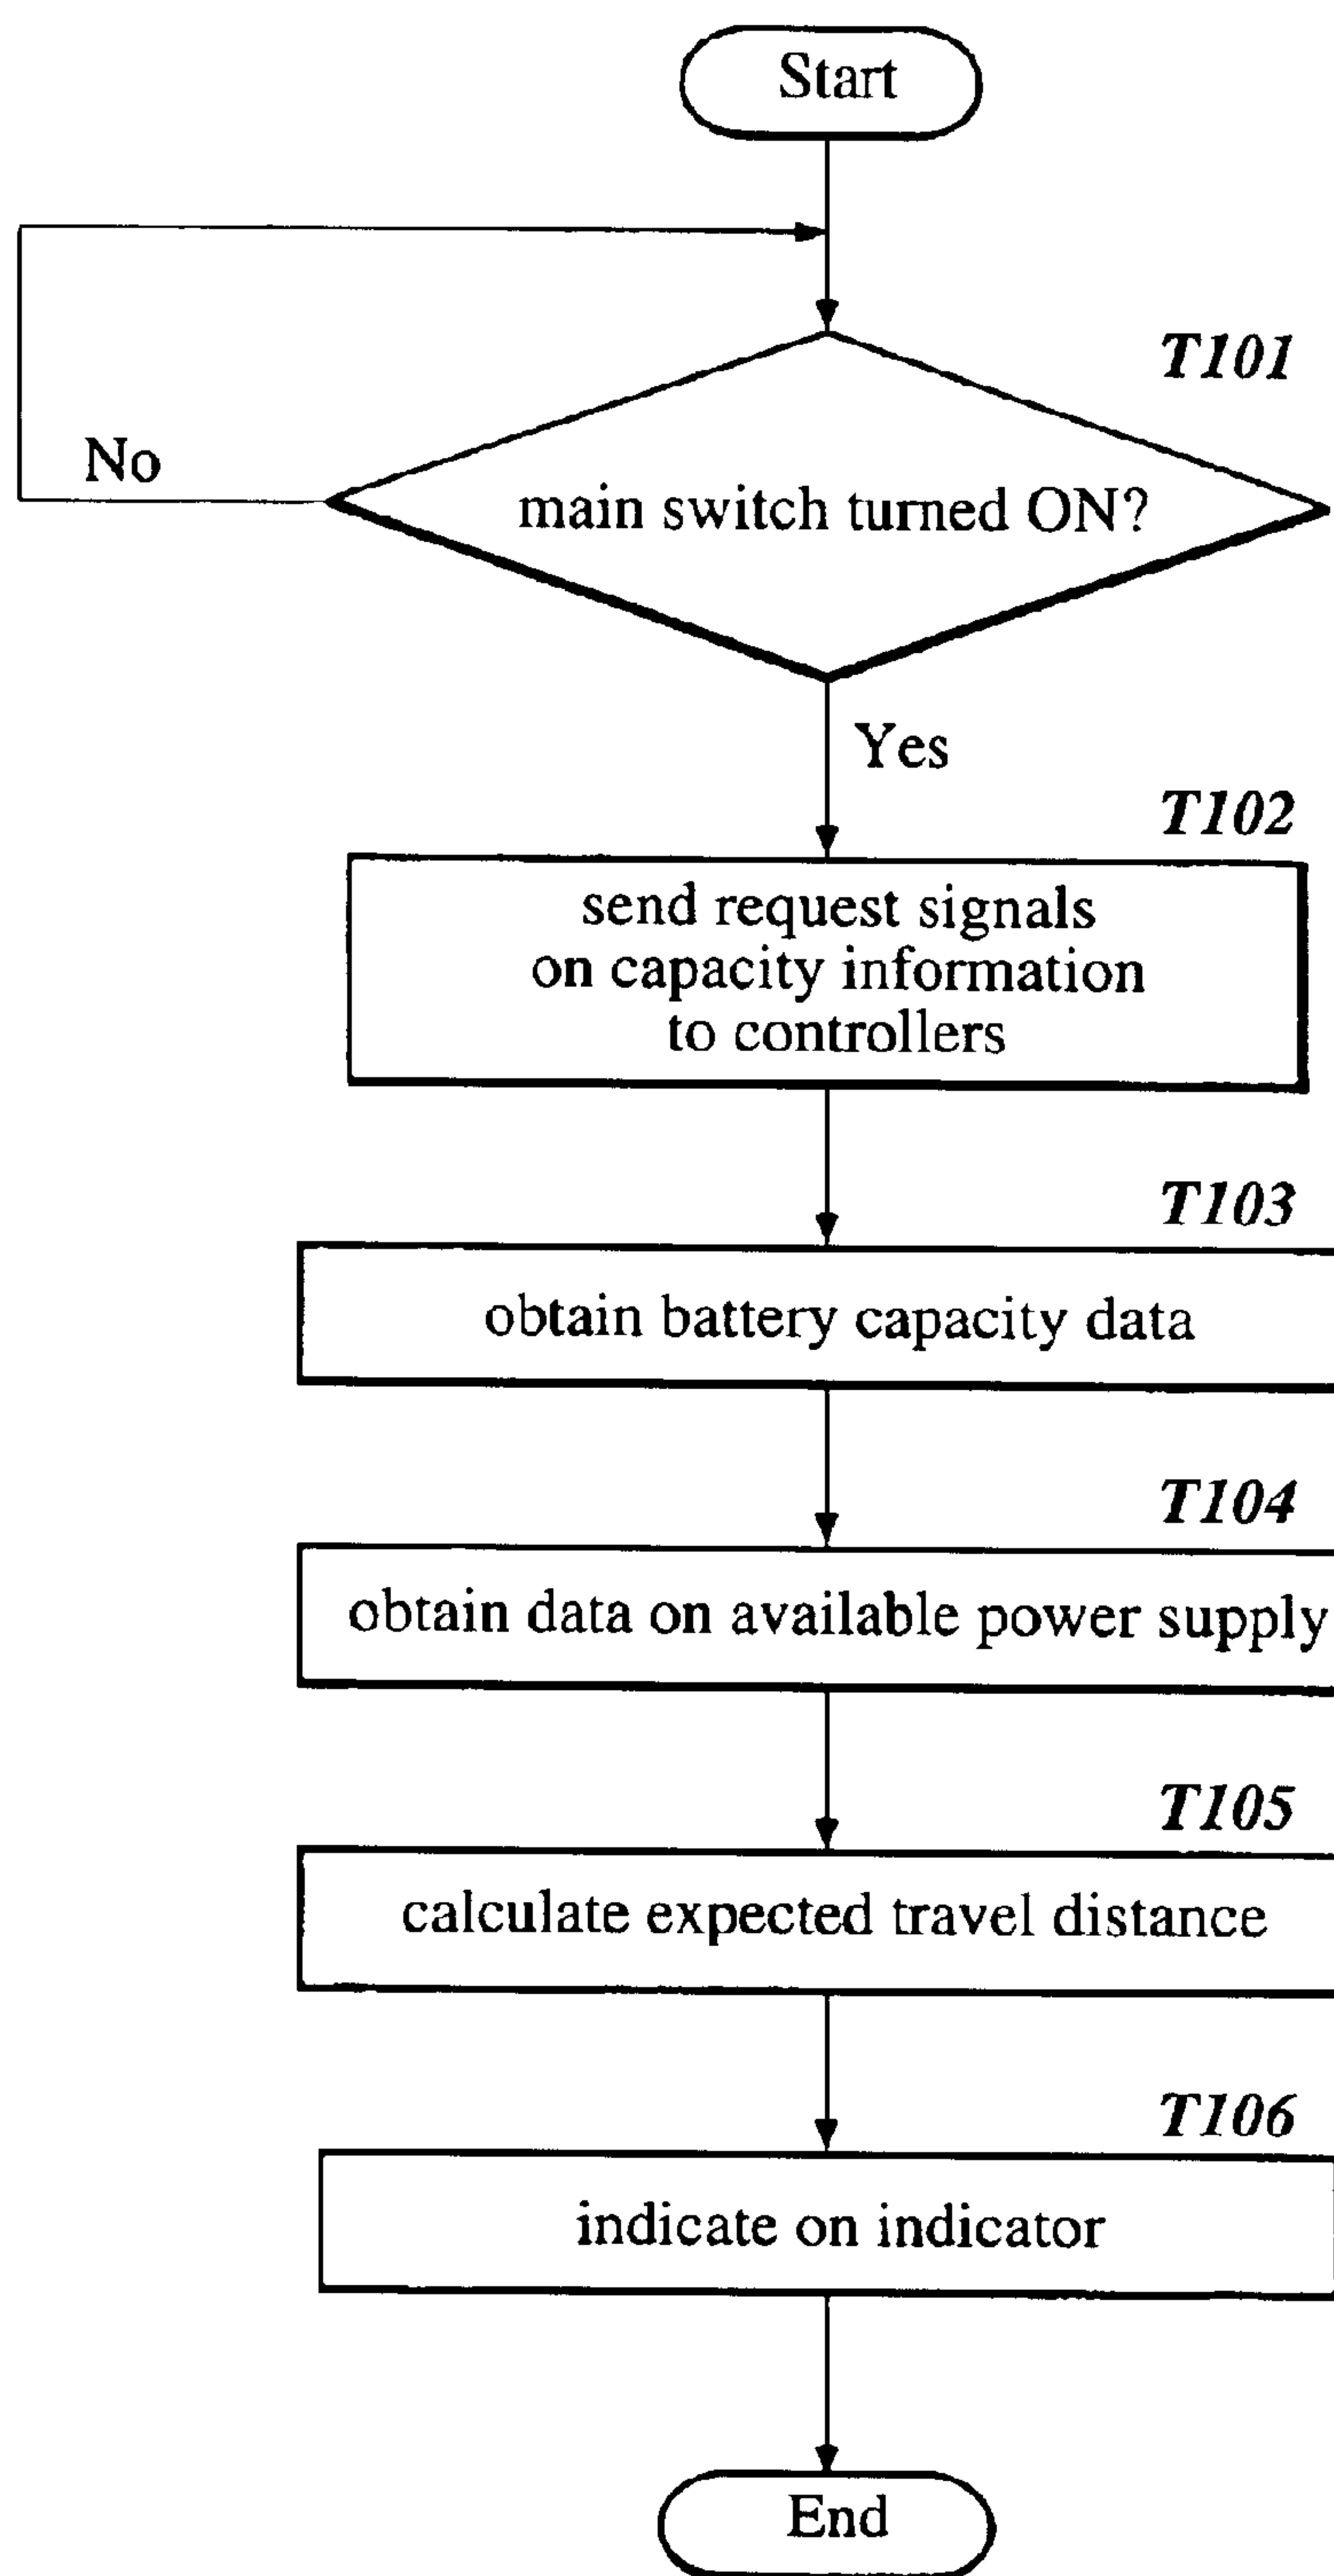 Start
T101
No
main switch turned ON?
Yes
T102
send request signals
on capacity information
to controllers
T103
obtain battery capacity data
T104
obtain data on available power supply
T105
calculate expected travel distance
T106
indicate on indicator
End